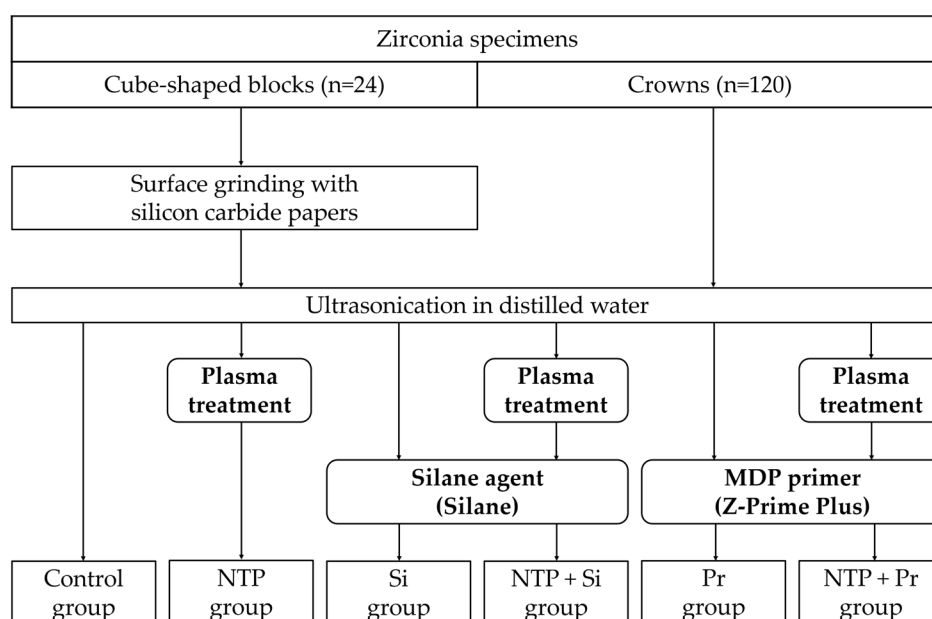 Zirconia specimens
Cube-shaped blocks (n=24)
Crowns (n=120)
Surface grinding with
silicon carbide papers
Ultrasonication in distilled water
Plasma
treatment
Plasma
treatment
Plasma
treatment
Silane agent
(Silane)
MDP primer
(Z-Prime Plus)
Control
group
NTP
group
Si
group
NTP + Si
group
Pr
group
NTP + Pr
group